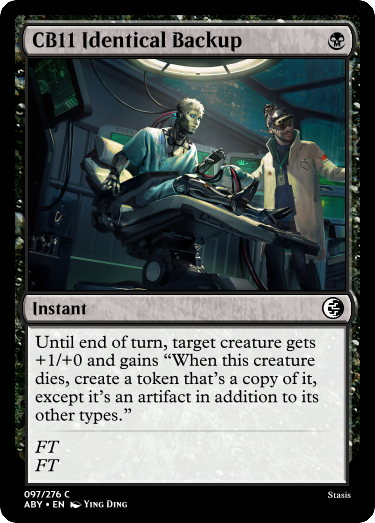 CB11 Identical Backup
Instant
Until end of turn, target creature gets
+1/+0 and gains “When this creature
dies, create a token that’s a copy of it,
except it’s an artifact in addition to its
other types.”
FT
FT
097/276 C
Stasis
ABY • EN Ying Ding